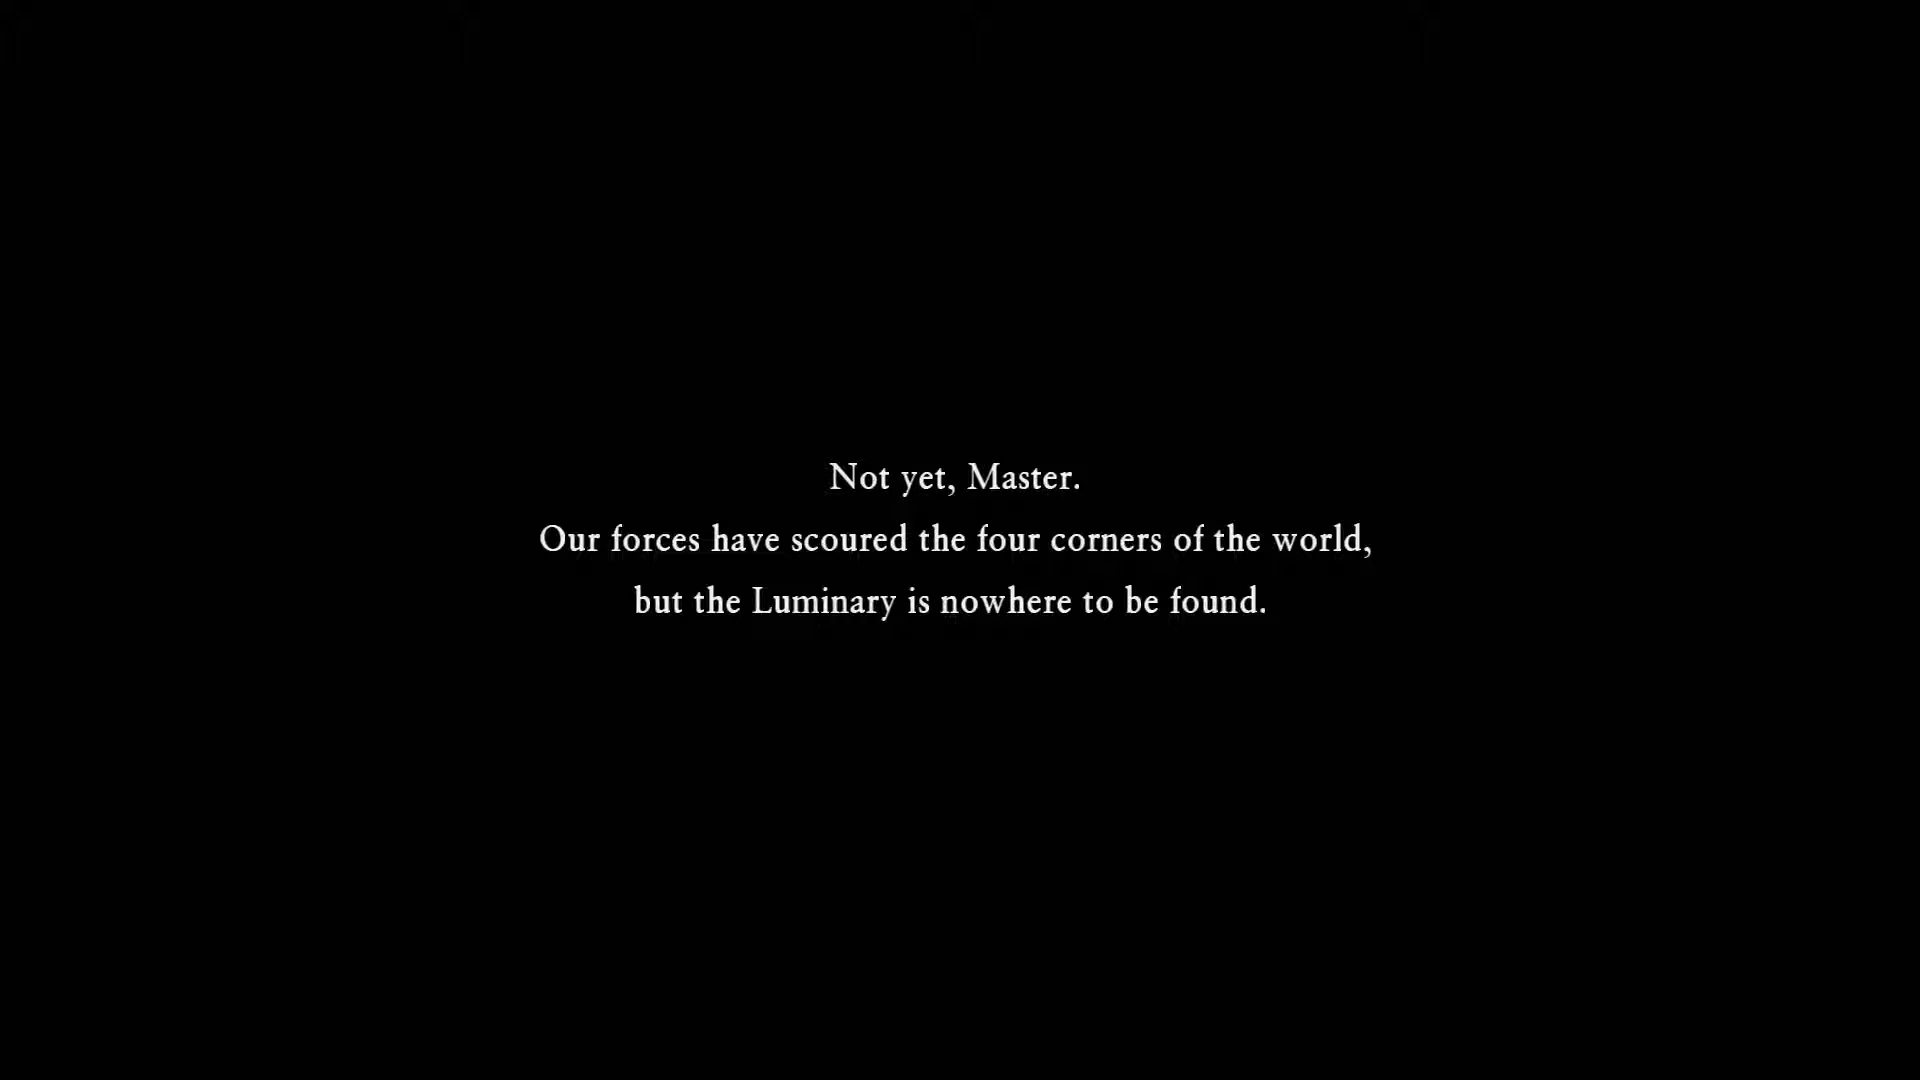 Not yet, Master.
Our forces have scoured the four corners of the world,
but the Luminary is nowhere to be found.